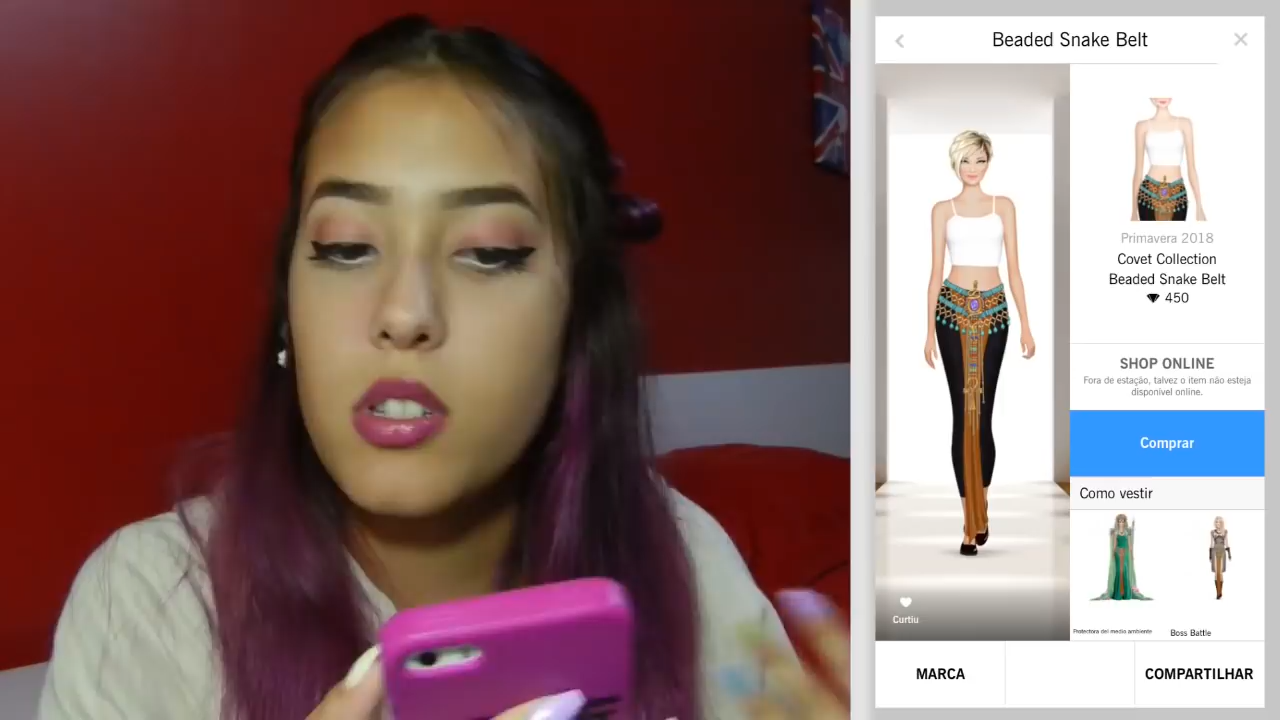 Beaded Snake Belt
Primavera 2018
Covet Collection
Beaded Snake Belt
450
SHOP ONLINE
Fora de estação, talvez o item não esteja
disponível online.
Comprar
Como vestir
Protectora del medio ambiente
Boss Battle
Curtiu
MARCA
COMPARTILHAR